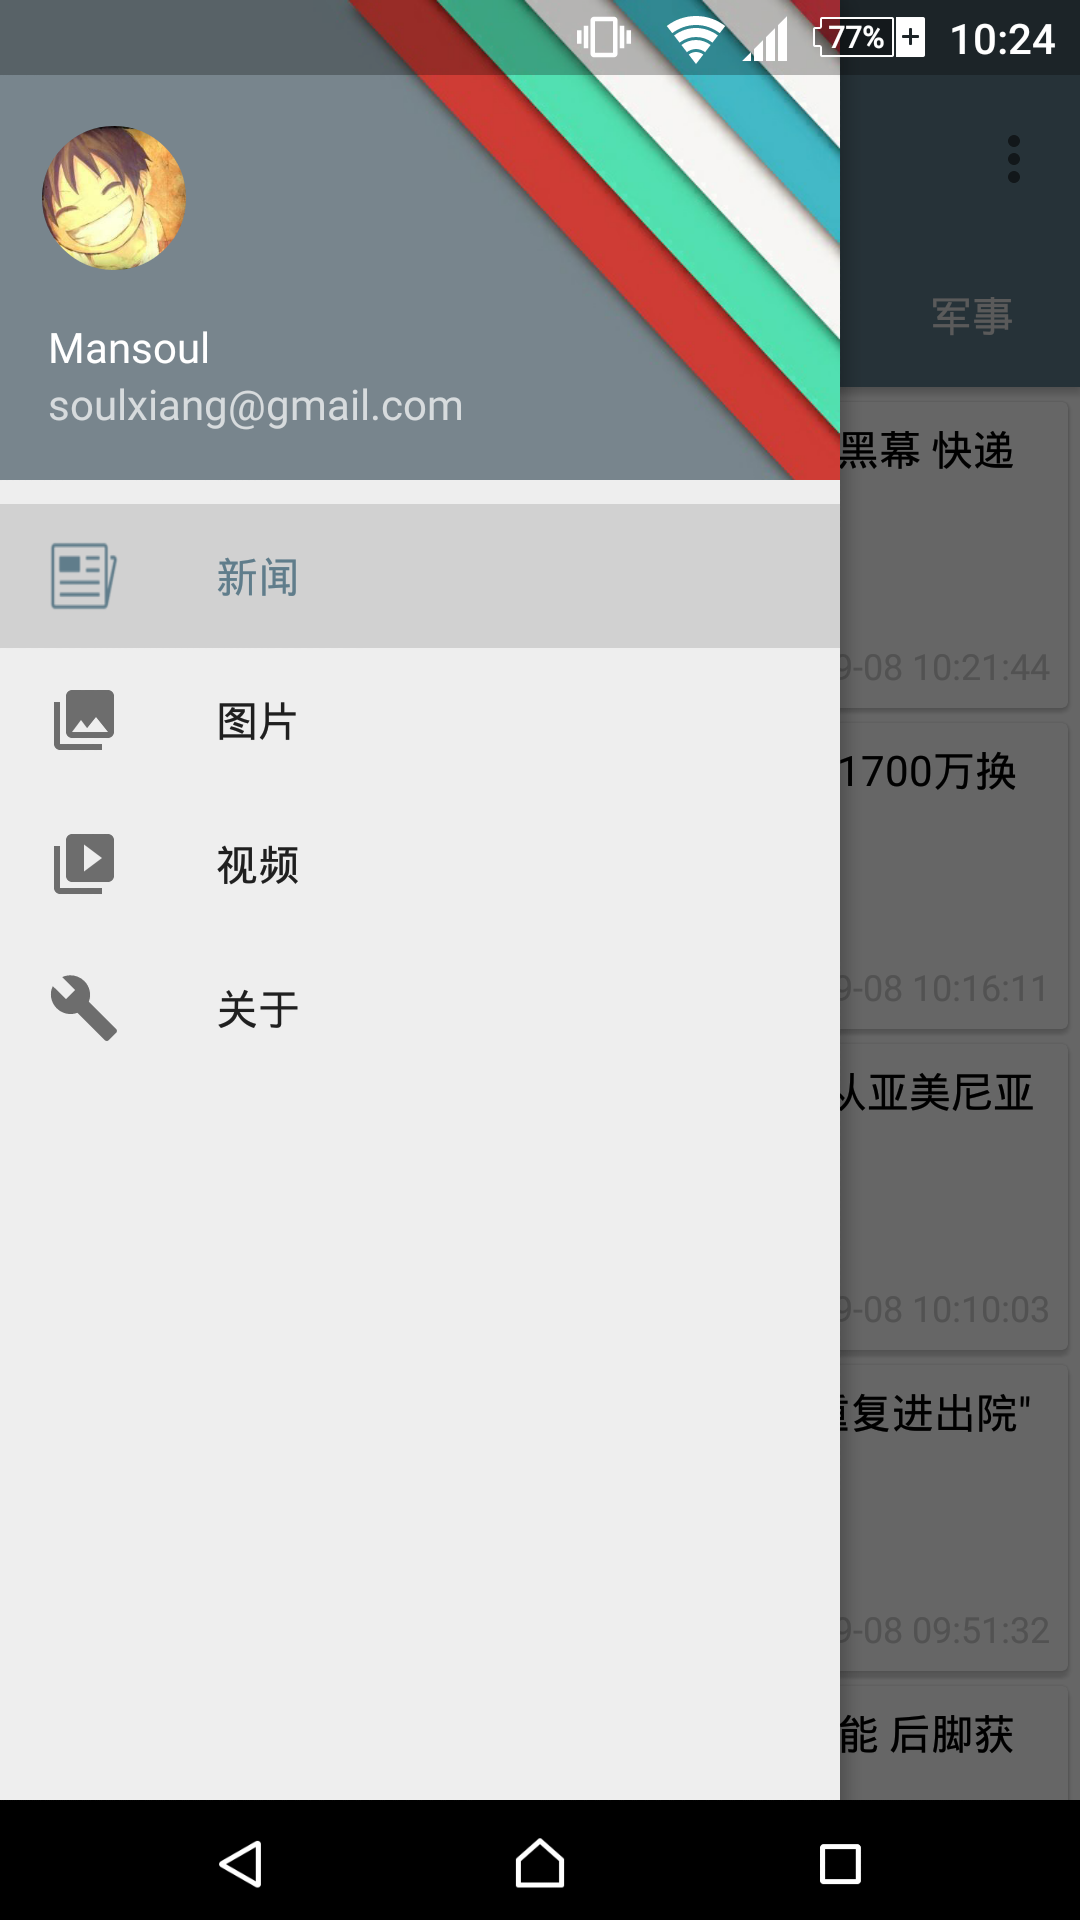 77% 10:24
Mansoul
soulxiang@gmail.com
新闻
图片
视频
关于
军事
黑幕 快递
9-08 10:21:44
1700万换
9-08 10:16:11
从亚美尼亚
9-08 10:10:03
重复进出院"
9-08 09:51:32
能 后脚获